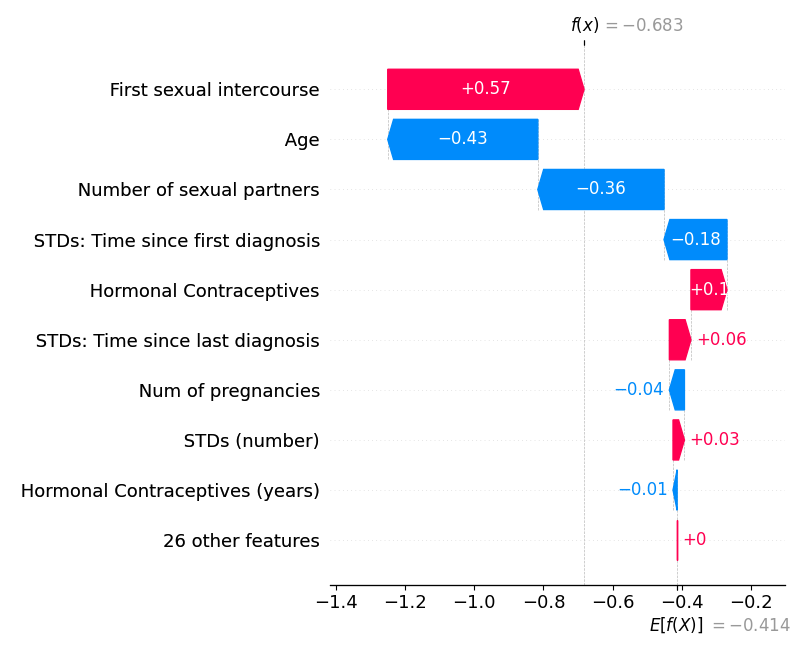 f(x) = −0.683
First sexual intercourse +0.57
Age −0.43
Number of sexual partners −0.36
STDs: Time since first diagnosis −0.18
Hormonal Contraceptives +0.1
STDs: Time since last diagnosis +0.06
Num of pregnancies −0.04
STDs (number) +0.03
Hormonal Contraceptives (years) −0.01
26 other features +0
−1.4 −1.2 −1.0 −0.8 −0.6 −0.4 −0.2
E[f(X)] = −0.414